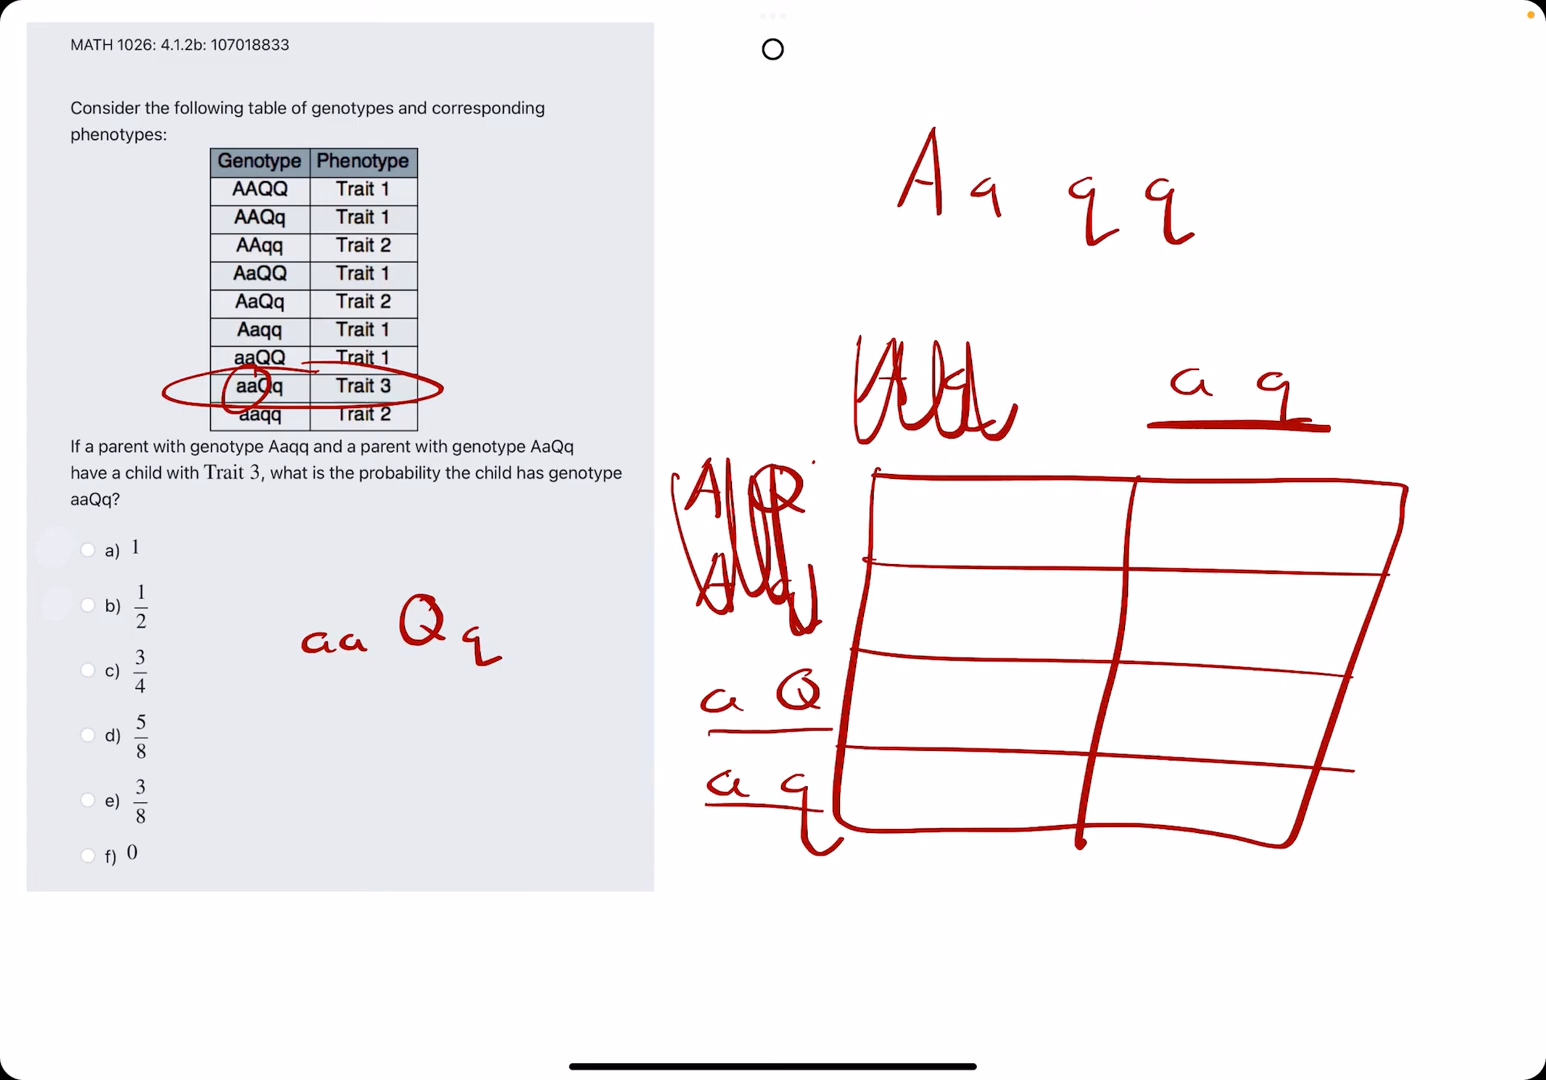 MATH 1026: 4.1.2b: 107018833
Consider the following table of genotypes and corresponding
phenotypes:
Genotype Phenotype
AAQQ Trait 1
AAQq Trait 1
AAqq Trait 2
AaQQ Trait 1
AaQq Trait 2
Aaqq Trait 1
aaQQ Trait 1
aaQq Trait 3
aaqq Trait 2
If a parent with genotype Aaqq and a parent with genotype AaQq
have a child with Trait 3, what is the probability the child has genotype
aaQq?
a) 1
b) 1/2
c) 3/4
d) 5/8
e) 3/8
f) 0
aa Qq
A a q q
a q
A Q
A q
a Q
a q